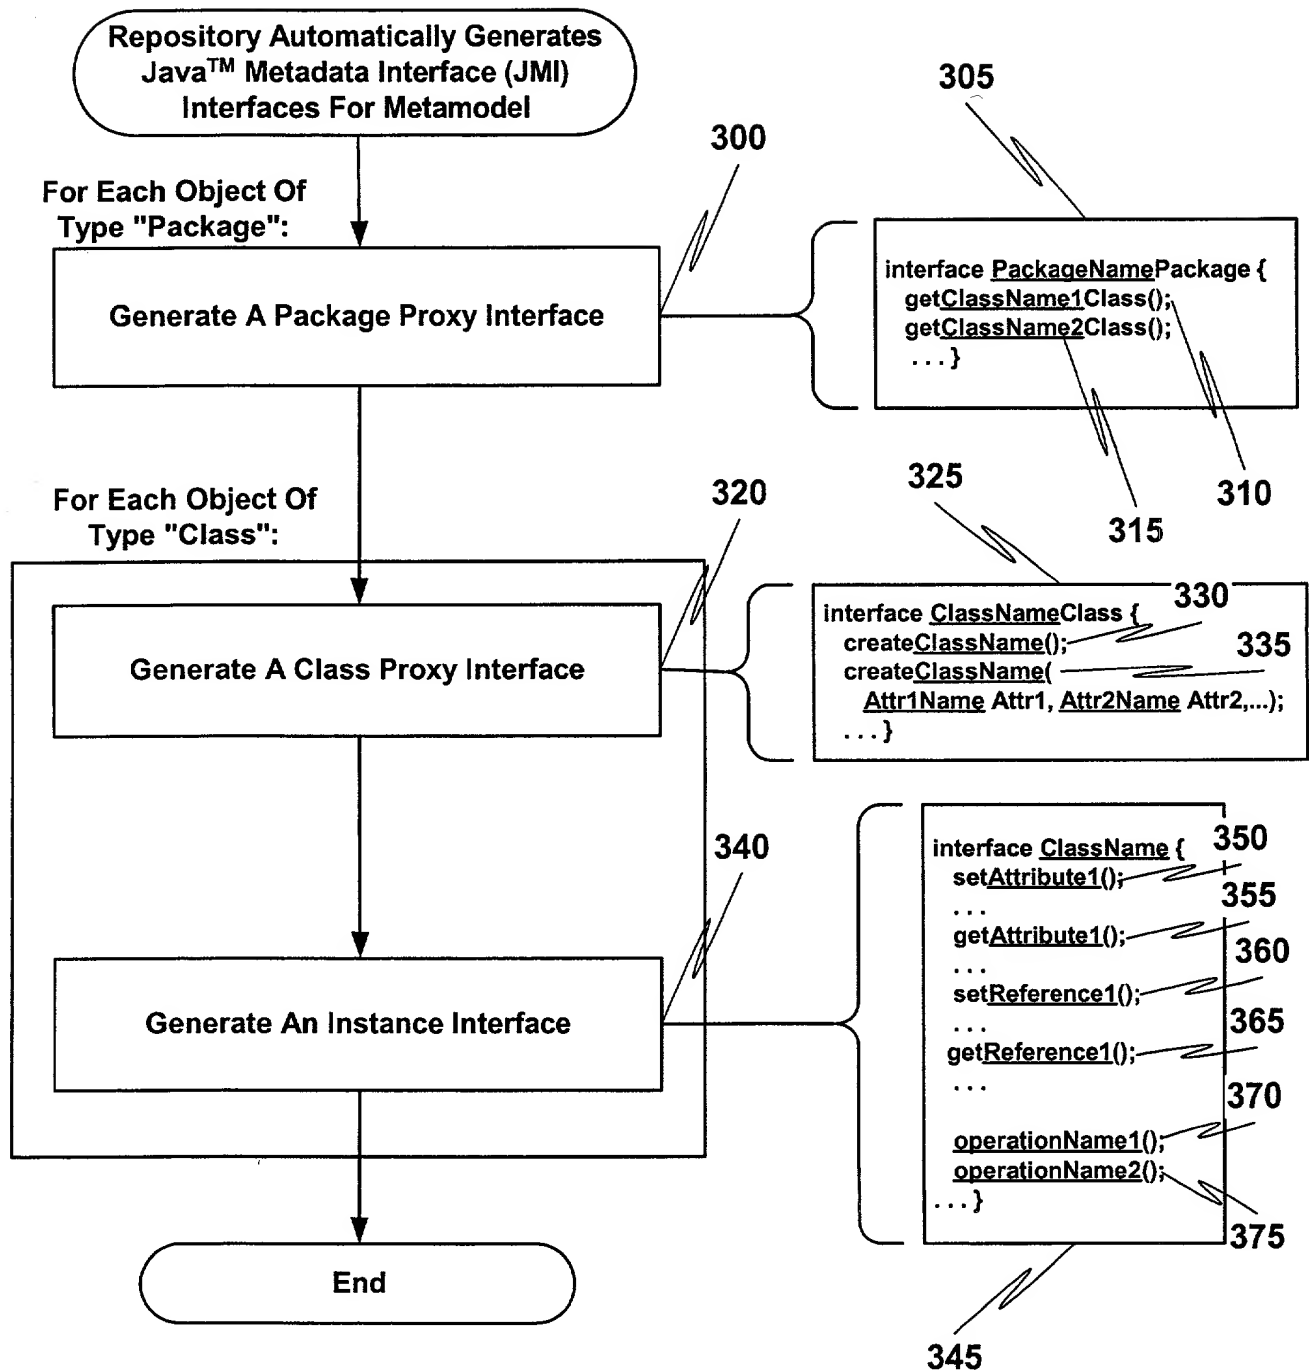 Repository Automatically Generates
Java™ Metadata Interface (JMI)
Interfaces For Metamodel
305
300
For Each Object Of
Type "Package":
Generate A Package Proxy Interface
interface PackageNamePackage {
getClassName1Class();
getClassName2Class();
. . . }
310
315
For Each Object Of
Type "Class":
320
325
Generate A Class Proxy Interface
interface ClassNameClass {
330
createClassName();
335
createClassName(
Attr1Name Attr1, Attr2Name Attr2,...);
. . . }
340
Generate An Instance Interface
interface ClassName {
350
setAttribute1();
355
. . .
getAttribute1();
360
. . .
setReference1();
365
. . .
getReference1();
370
. . .
operationName1();
operationName2();
. . . }
375
345
End